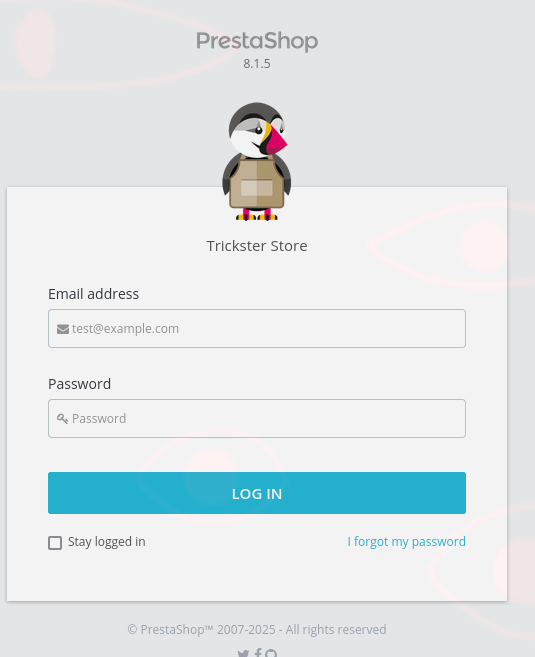 PrestaShop
8.1.5
Trickster Store
Email address
test@example.com
Password
Password
LOG IN
Stay logged in
I forgot my password
© PrestaShop™ 2007-2025 - All rights reserved